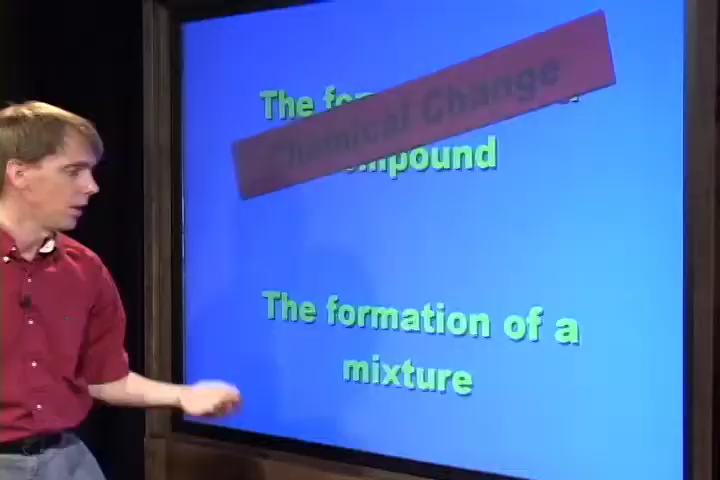 The
Chemical Change
The formation of a
mixture